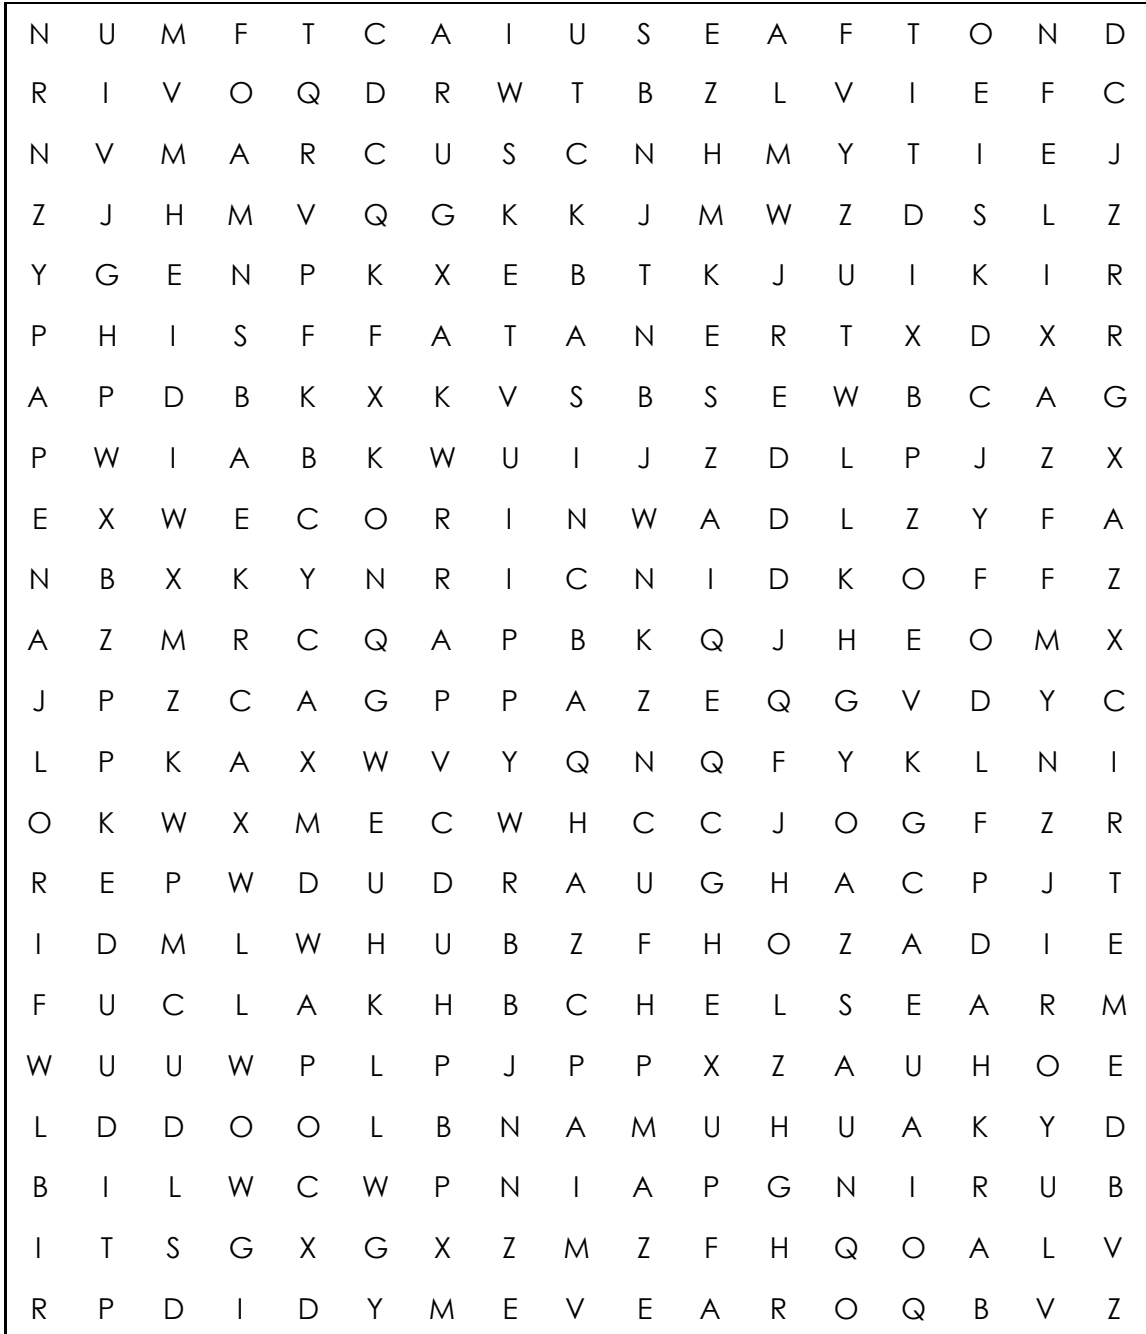 N U M F T C A I U S E A F T O N D
R I V O Q D R W T B Z L V I E F C
N V M A R C U S C N H M Y T I E J
Z J H M V Q G K K J M W Z D S L Z
Y G E N P K X E B T K J U I K I R
P H I S F F A T A N E R T X D X R
A P D B K X K V S B S E W B C A G
P W I A B K W U I J Z D L P J Z X
E X W E C O R I N W A D L Z Y F A
N B X K Y N R I C N I D K O F F Z
A Z M R C Q A P B K Q J H E O M X
J P Z C A G P P A Z E Q G V D Y C
L P K A X W V Y Q N Q F Y K L N I
O K W X M E C W H C C J O G F Z R
R E P W D U D R A U G H A C P J T
I D M L W H U B Z F H O Z A D I E
F U C L A K H B C H E L S E A R M
W U U W P L P J P P X Z A U H O E
L D D O O L B N A M U H U A K Y D
B I L W C W P N I A P G N I R U B
I T S G X G X Z M Z F H Q O A L V
R P D I D Y M E V E A R O Q B V Z